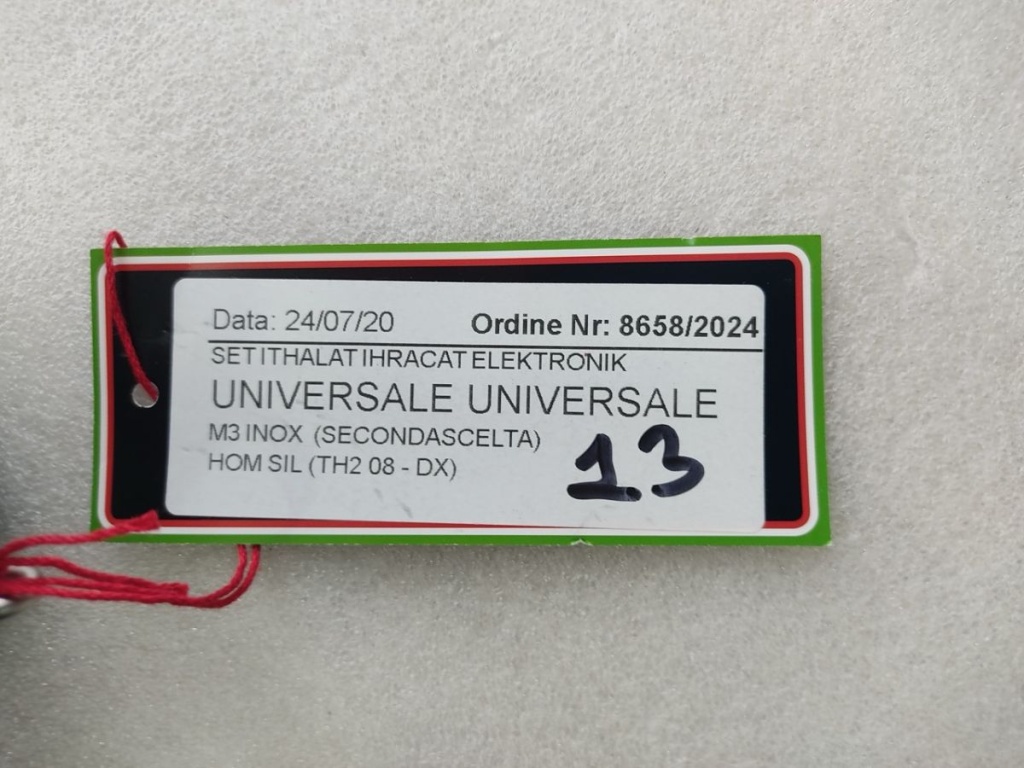 Data: 24/07/20 Ordine Nr: 8658/2024
SET ITHALAT IHRACAT ELEKTRONIK
UNIVERSALE UNIVERSALE
M3 INOX (SECONDASCELTA)
HOM SIL (TH2 08 - DX)
13